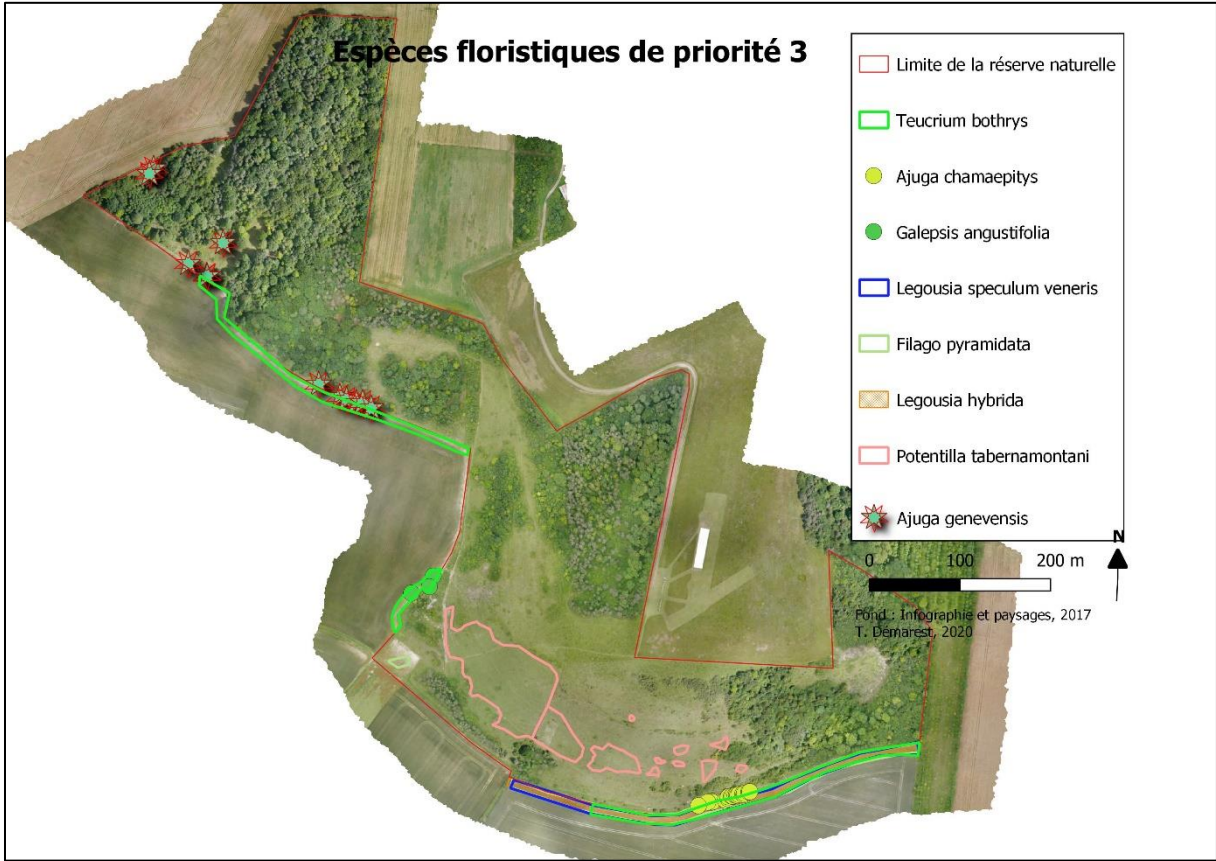 Espèces floristiques de priorité 3
Limite de la réserve naturelle
Teucrium bothrys
Ajuga chamaepitys
Galepsis angustifolia
Legousia speculum veneris
Filago pyramidata
Legousia hybrida
Potentilla tabernamontani
Ajuga genevensis
N
0 100 200 m
Fond : Infographie et paysages, 2017
T. Demarest, 2020